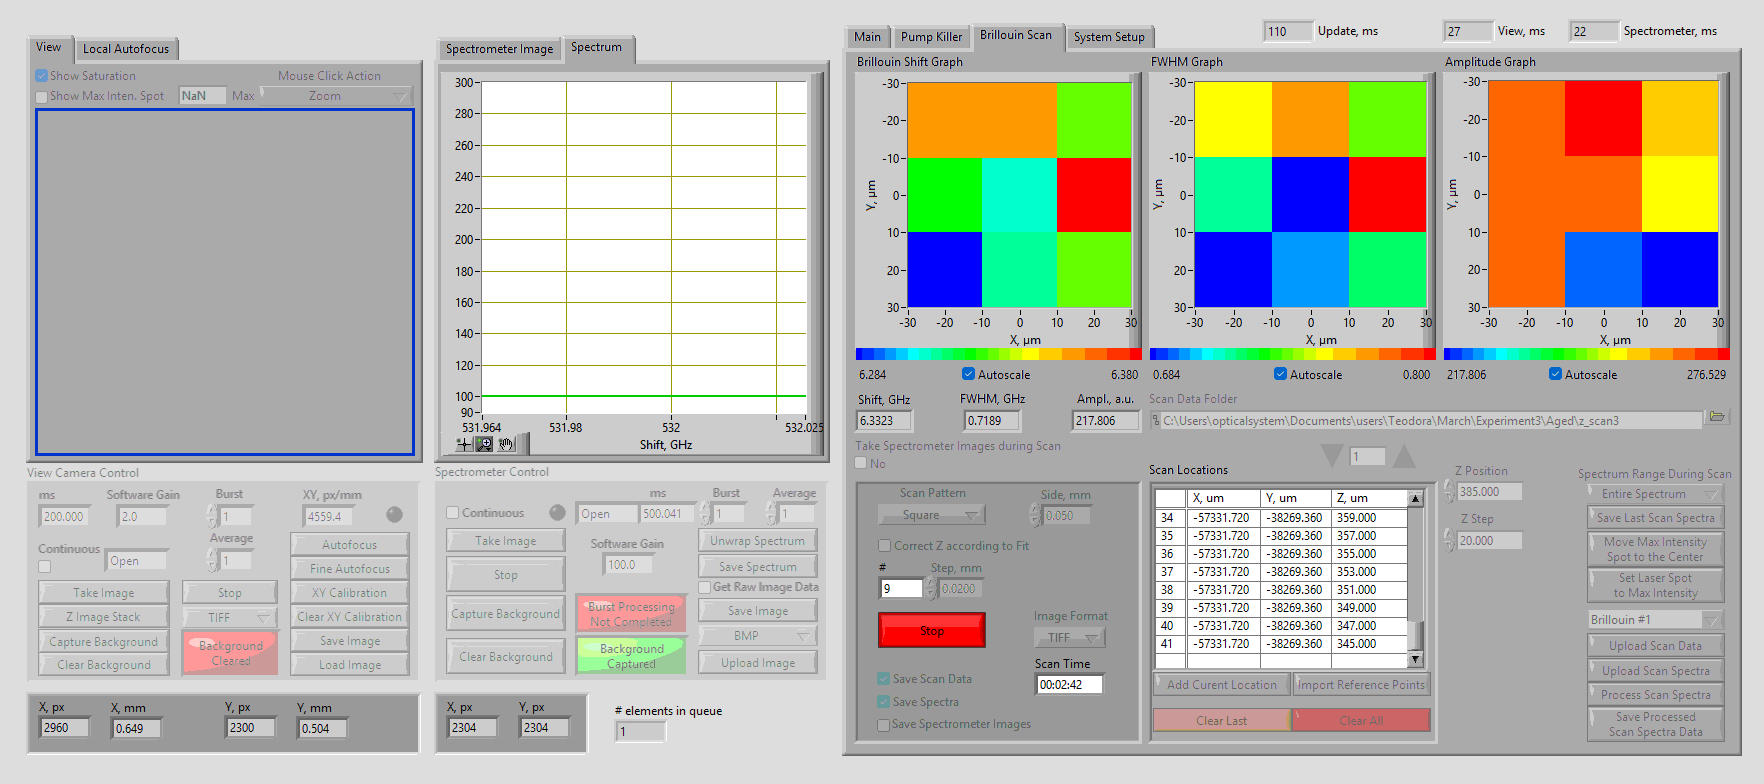 View
Local Autofocus
Show Saturation
Mouse Click Action
Show Max Inten. Spot
NaN
Max
Zoom
Spectrometer Image
Spectrum
300
280
260
240
220
200
180
160
140
120
100
90
531.964
531.98
532
532.025
Shift, GHz
Main
Pump Killer
Brillouin Scan
System Setup
110
Update, ms
27
View, ms
22
Spectrometer, ms
Brillouin Shift Graph
-30
-20
-10
0
10
20
30
Y, µm
-30 -20 -10 0 10 20 30
X, µm
6.284
Autoscale
6.380
FWHM Graph
-30
-20
-10
0
10
20
30
Y, µm
-30 -20 -10 0 10 20 30
X, µm
0.684
Autoscale
0.800
Amplitude Graph
-30
-20
-10
0
10
20
30
Y, µm
-30 -20 -10 0 10 20 30
X, µm
217.806
Autoscale
276.529
Shift, GHz
6.3323
FWHM, GHz
0.7189
Ampl., a.u.
217.806
Scan Data Folder
C:\Users\opticalsystem\Documents\users\Teodora\March\Experiment3\Aged\z_scan3
Take Spectrometer Images during Scan
No
1
View Camera Control
ms
200.000
Software Gain
2.0
Burst
1
XY, px/mm
4559.4
Continuous
Open
Average
1
Autofocus
Fine Autofocus
Take Image
Stop
XY Calibration
Z Image Stack
TIFF
Clear XY Calibration
Capture Background
Background
Cleared
Save Image
Clear Background
Load Image
X, px
2960
X, mm
0.649
Y, px
2300
Y, mm
0.504
Spectrometer Control
Continuous
Open
ms
500.041
Burst
1
Average
1
Take Image
Software Gain
100.0
Unwrap Spectrum
Stop
Save Spectrum
Get Raw Image Data
Capture Background
Burst Processing
Not Completed
Save Image
BMP
Clear Background
Background
Captured
Upload Image
X, px
2304
Y, px
2304
# elements in queue
1
Scan Pattern
Square
Side, mm
0.050
Correct Z according to Fit
#
9
Step, mm
0.0200
Stop
Image Format
TIFF
Scan Time
00:02:42
Save Scan Data
Save Spectra
Save Spectrometer Images
Scan Locations
X, um Y, um Z, um
34 -57331.720 -38269.360 359.000
35 -57331.720 -38269.360 357.000
36 -57331.720 -38269.360 355.000
37 -57331.720 -38269.360 353.000
38 -57331.720 -38269.360 351.000
39 -57331.720 -38269.360 349.000
40 -57331.720 -38269.360 347.000
41 -57331.720 -38269.360 345.000
Add Curent Location
Import Reference Points
Clear Last
Clear All
Z Position
385.000
Z Step
20.000
Spectrum Range During Scan
Entire Spectrum
Save Last Scan Spectra
Move Max Intensity
Spot to the Center
Set Laser Spot
to Max Intensity
Brillouin #1
Upload Scan Data
Upload Scan Spectra
Process Scan Spectra
Save Processed
Scan Spectra Data